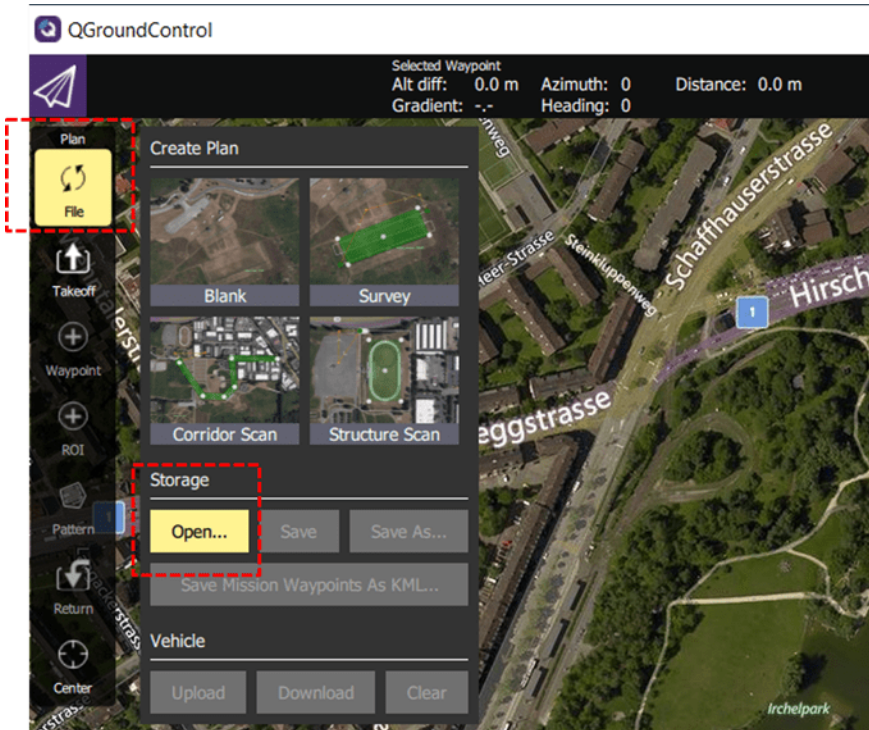 QGroundControl
Selected Waypoint
Alt diff: 0.0 m Azimuth: 0 Distance: 0.0 m
Gradient: -.- Heading: 0
Plan
File
Takeoff
Waypoint
ROI
Pattern
Return
Center
Create Plan
Blank Survey
Corridor Scan Structure Scan
Storage
Open... Save Save As...
Save Mission Waypoints As KML...
Vehicle
Upload Download Clear
1
Schaffhauserstrasse
Steinkluppenweg
Hirsch
1
eggstrasse
Irchelpark